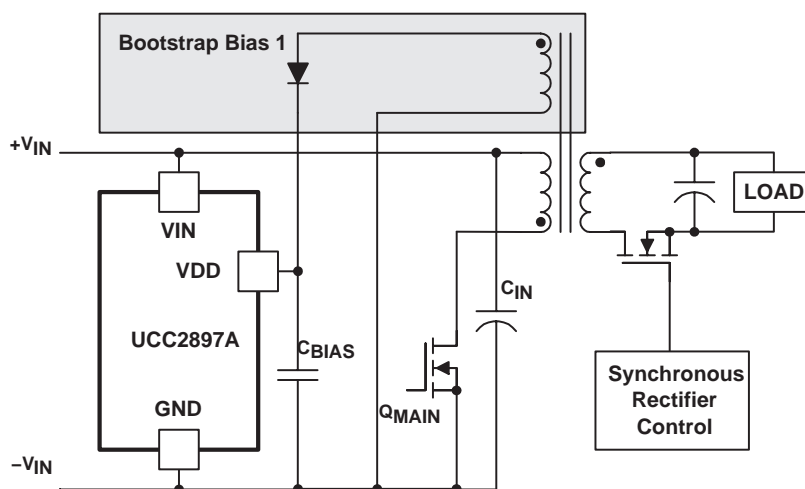 Bootstrap Bias 1
+VIN
VIN
VDD
UCC2897A
GND
−VIN
CBIAS
QMAIN
CIN
LOAD
Synchronous
Rectifier
Control